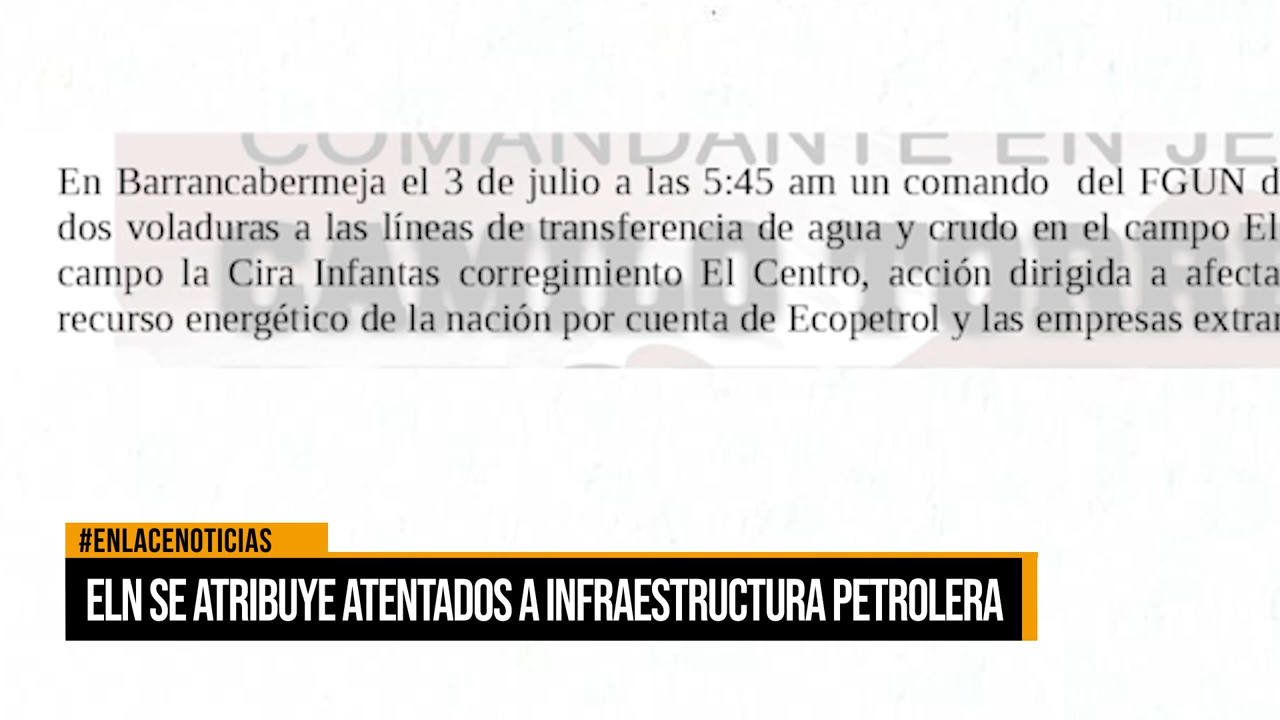 COMANDANTE EN JE
En Barrancabermeja el 3 de julio a las 5:45 am un comando del FGUN d
dos voladuras a las líneas de transferencia de agua y crudo en el campo El
CAMILO TORR
campo la Cira Infantas corregimiento El Centro, acción dirigida a afecta
recurso energético de la nación por cuenta de Ecopetrol y las empresas extran
#ENLACENOTICIAS
ELN SE ATRIBUYE ATENTADOS A INFRAESTRUCTURA PETROLERA